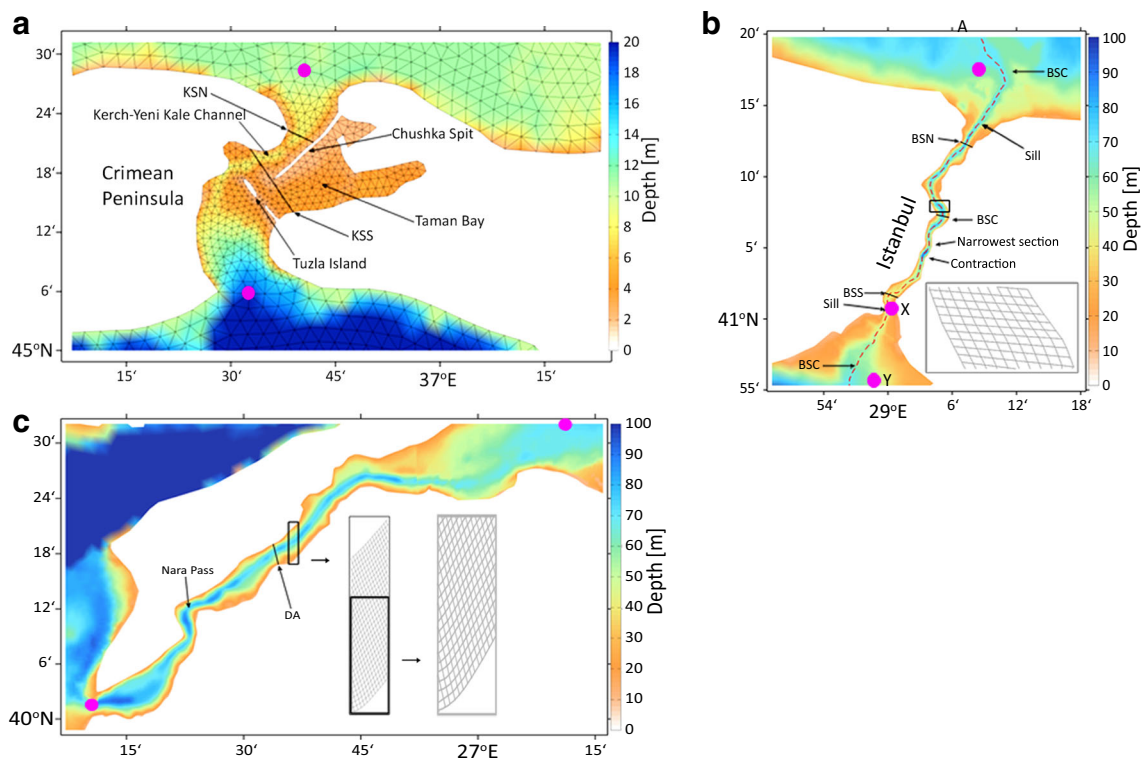 a
30‘
24‘
18‘
12‘
6‘
45°N
15‘
30‘
45‘
37°E
15‘
KSN
Kerch-Yeni Kale Channel
Chushka Spit
Crimean
Peninsula
Taman Bay
KSS
Tuzla Island
20
18
16
14
12
10
8
6
4
2
0
Depth [m]
b
A
20‘
15‘
10‘
5‘
41°N
55‘
54‘
29°E
6‘
12‘
18‘
BSC
BSN
Sill
Istanbul
BSC
Narrowest section
Contraction
BSS
Sill
X
BSC
Y
100
90
80
70
60
50
40
30
20
10
0
Depth [m]
c
30‘
24‘
18‘
12‘
6‘
40°N
15‘
30‘
45‘
27°E
15‘
Nara Pass
DA
100
90
80
70
60
50
40
30
20
10
0
Depth [m]